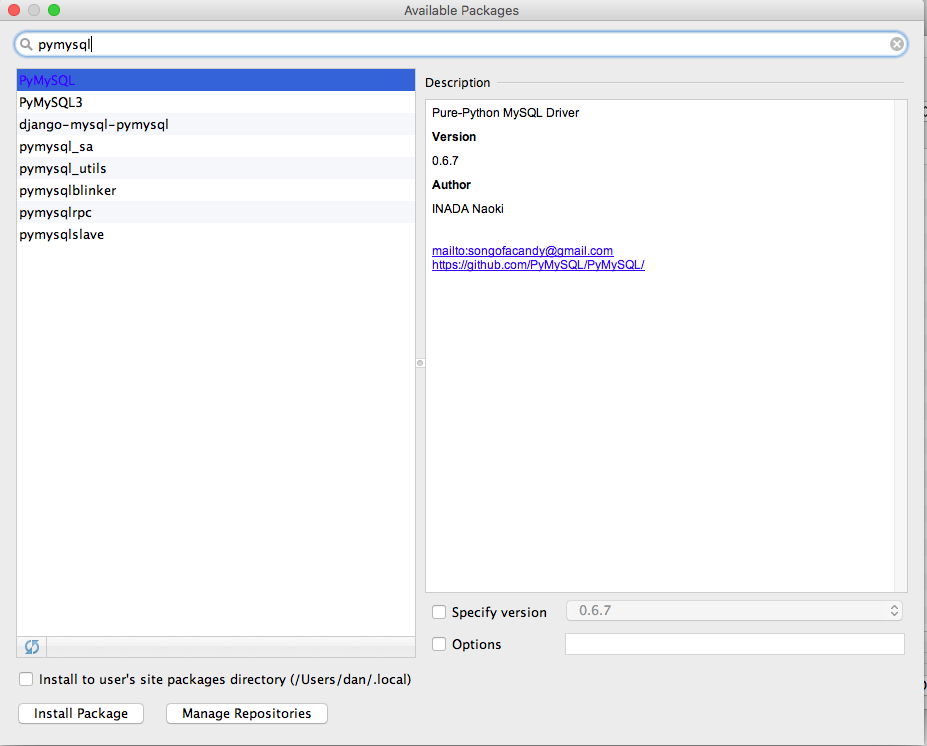 Available Packages
pymysql
PyMySQL
PyMySQL3
django-mysql-pymysql
pymysql_sa
pymysql_utils
pymysqlblinker
pymysqlrpc
pymysqlslave
Description
Pure-Python MySQL Driver
Version
0.6.7
Author
INADA Naoki
mailto:songofacandy@gmail.com
https://github.com/PyMySQL/PyMySQL/
Specify version 0.6.7
Options
Install to user's site packages directory (/Users/dan/.local)
Install Package Manage Repositories